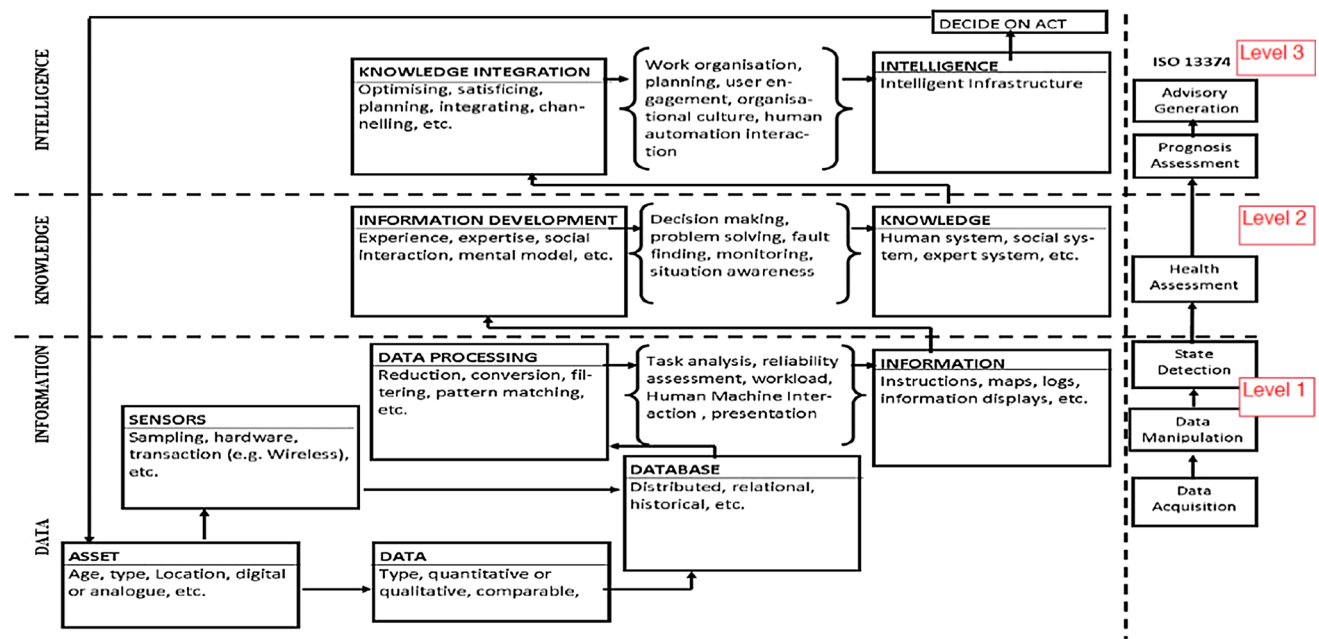 DECIDE ON ACT
INTELLIGENCE
KNOWLEDGE INTEGRATION
Optimising, satisficing,
planning, integrating, chan-
nelling, etc.
Work organisation,
planning, user en-
gagement, organisa-
tional culture, human
automation interac-
tion
INTELLIGENCE
Intelligent Infrastructure
KNOWLEDGE
INFORMATION DEVELOPMENT
Experience, expertise, social
interaction, mental model, etc.
Decision making,
problem solving, fault
finding, monitoring,
situation awareness
KNOWLEDGE
Human system, social sys-
tem, expert system, etc.
INFORMATION
DATA PROCESSING
Reduction, conversion, fil-
tering, pattern matching,
etc.
Task analysis, reliability
assessment, workload,
Human Machine Inter-
action , presentation
INFORMATION
Instructions, maps, logs,
information displays, etc.
SENSORS
Sampling, hardware,
transaction (e.g. Wireless),
etc.
DATABASE
Distributed, relational,
historical, etc.
DATA
ASSET
Age, type, Location, digital
or analogue, etc.
DATA
Type, quantitative or
qualitative, comparable,
ISO 13374
Level 3
Advisory
Generation
Prognosis
Assessment
Level 2
Health
Assessment
State
Detection
Level 1
Data
Manipulation
Data
Acquisition